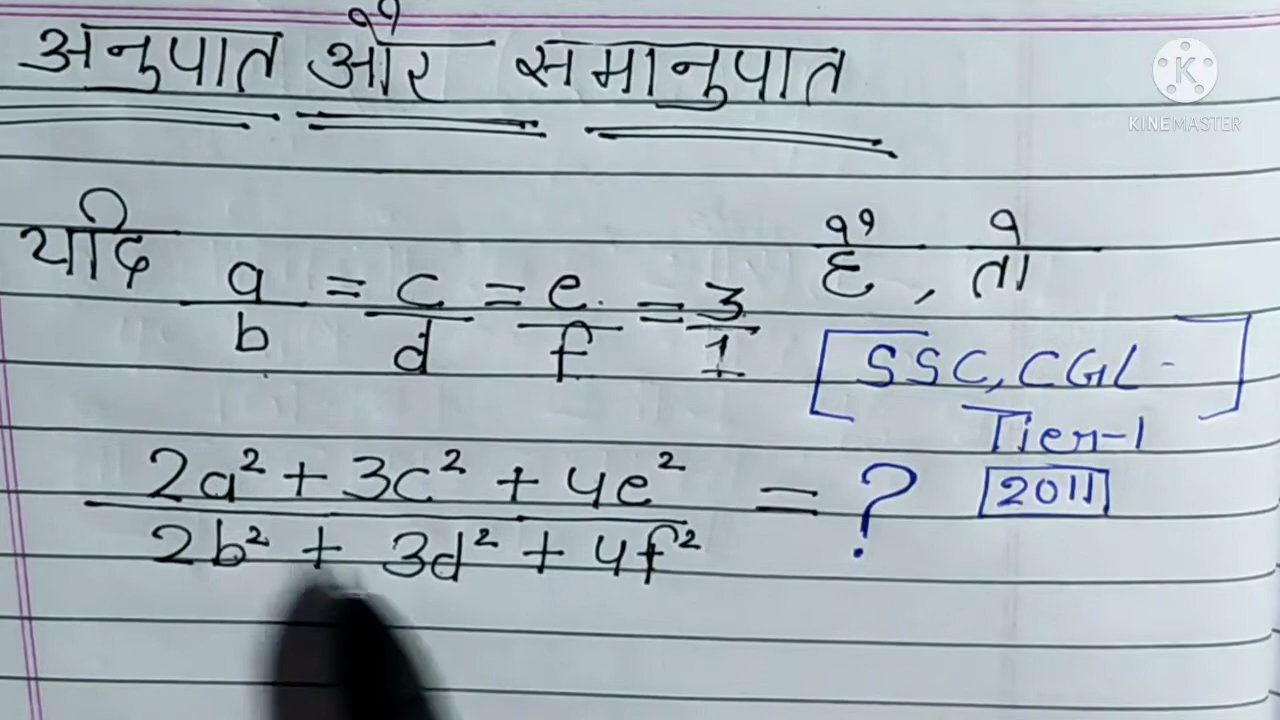 अनुपात और समानुपात
K
KINEMASTER
यदि a/b = c/d = e/f = 3/1 है, तो
[SSC, CGL-
Tier-1]
2011
2a² + 3c² + 4e² / 2b² + 3d² + 4f² = ?